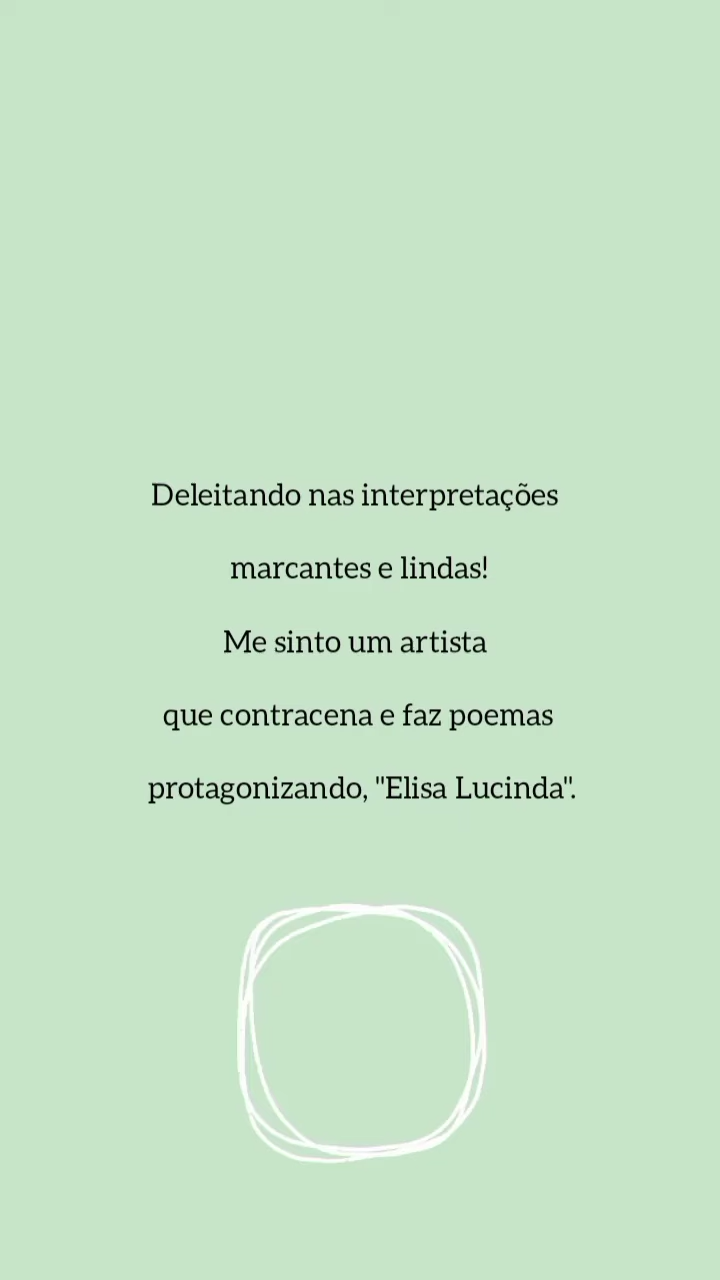 Deleitando nas interpretações
marcantes e lindas!
Me sinto um artista
que contracena e faz poemas
protagonizando, "Elisa Lucinda".